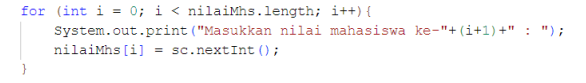 for (int i = 0; i < nilaiMhs.length; i++){
System.out.print("Masukkan nilai mahasiswa ke-"+(i+1)+" : ");
nilaiMhs[i] = sc.nextInt();
}